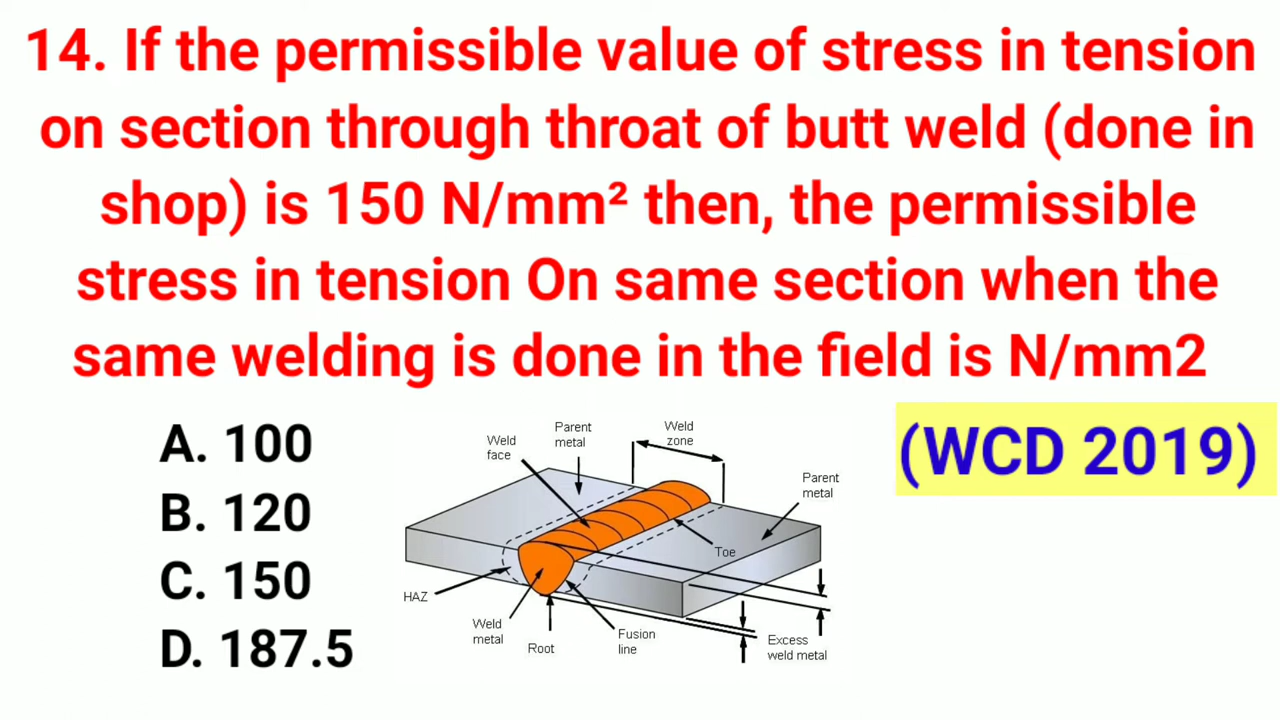 14. If the permissible value of stress in tension
on section through throat of butt weld (done in
shop) is 150 N/mm² then, the permissible
stress in tension On same section when the
same welding is done in the field is N/mm2
A. 100
B. 120
C. 150
D. 187.5
(WCD 2019)
Weld
face
Parent
metal
Weld
zone
Parent
metal
Toe
HAZ
Weld
metal
Root
Fusion
line
Excess
weld metal